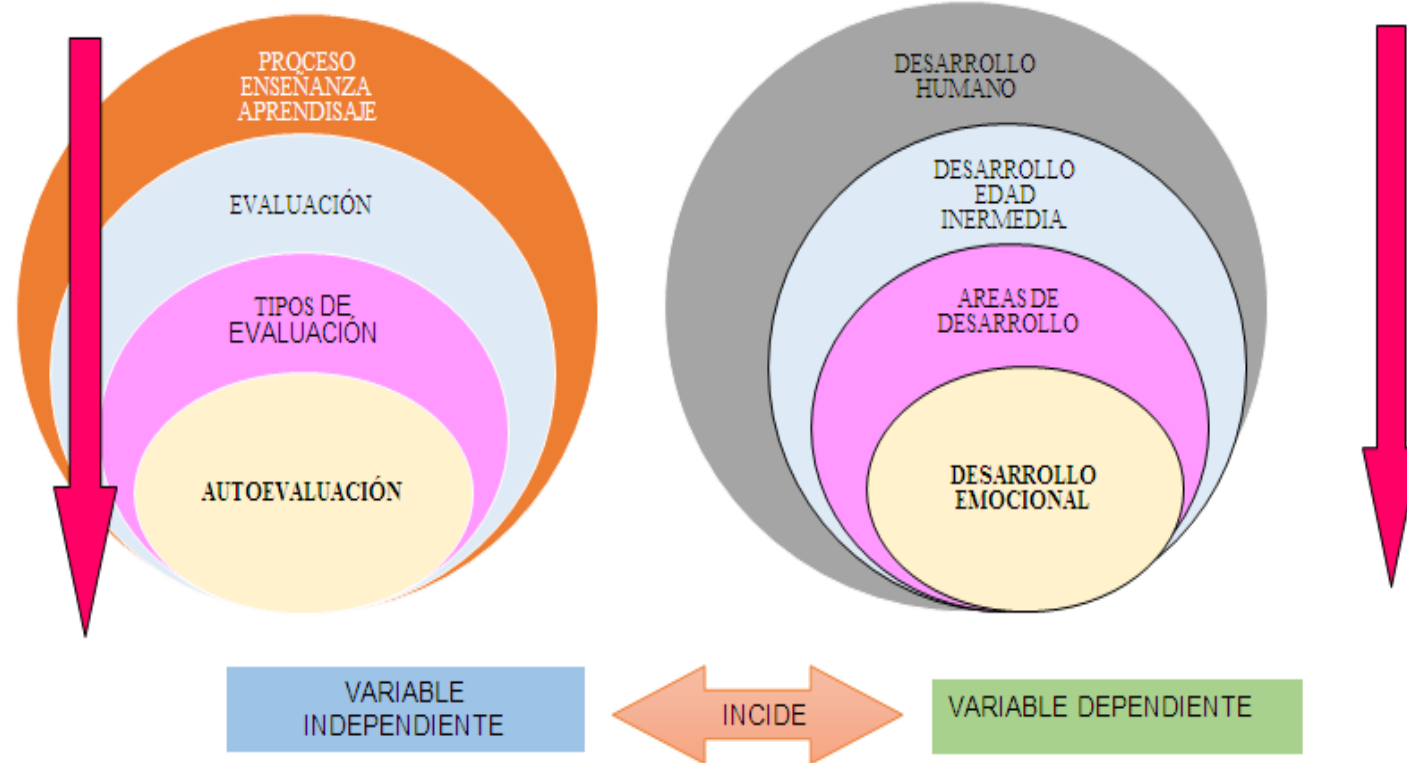 PROCESO
ENSEÑANZA
APRENDISAJE
EVALUACIÓN
TIPOS DE
EVALUACIÓN
AUTOEVALUACIÓN
DESARROLLO
HUMANO
DESARROLLO
EDAD
INERMEDIA.
AREAS DE
DESARROLLO
DESARROLLO
EMOCIONAL
VARIABLE
INDEPENDIENTE
INCIDE
VARIABLE DEPENDIENTE